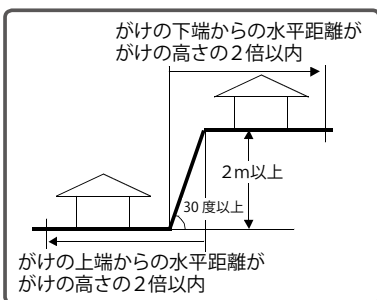 がけの下端からの水平距離が
がけの高さの2倍以内
2m以上
30度以上
がけの上端からの水平距離が
がけの高さの2倍以内